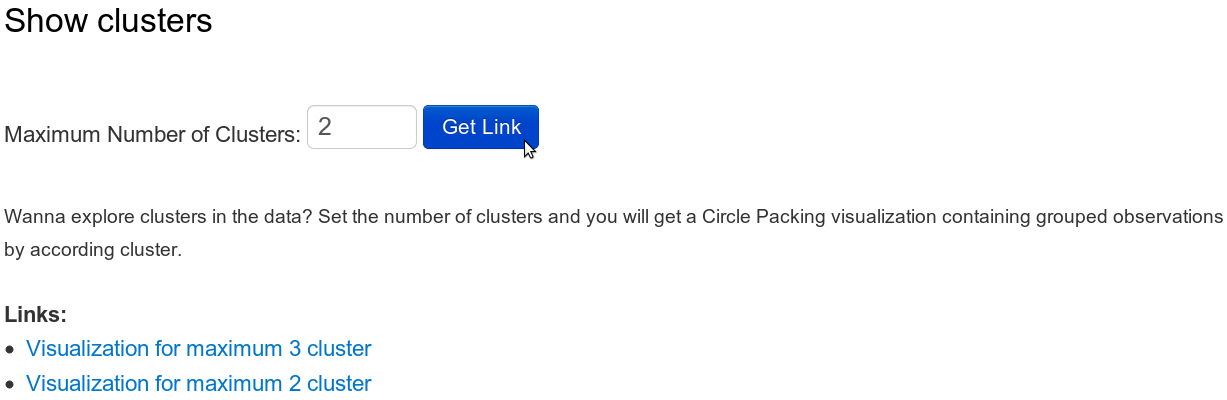 Show clusters
Maximum Number of Clusters: 2 Get Link
Wanna explore clusters in the data? Set the number of clusters and you will get a Circle Packing visualization containing grouped observations
by according cluster.
Links:
• Visualization for maximum 3 cluster
• Visualization for maximum 2 cluster